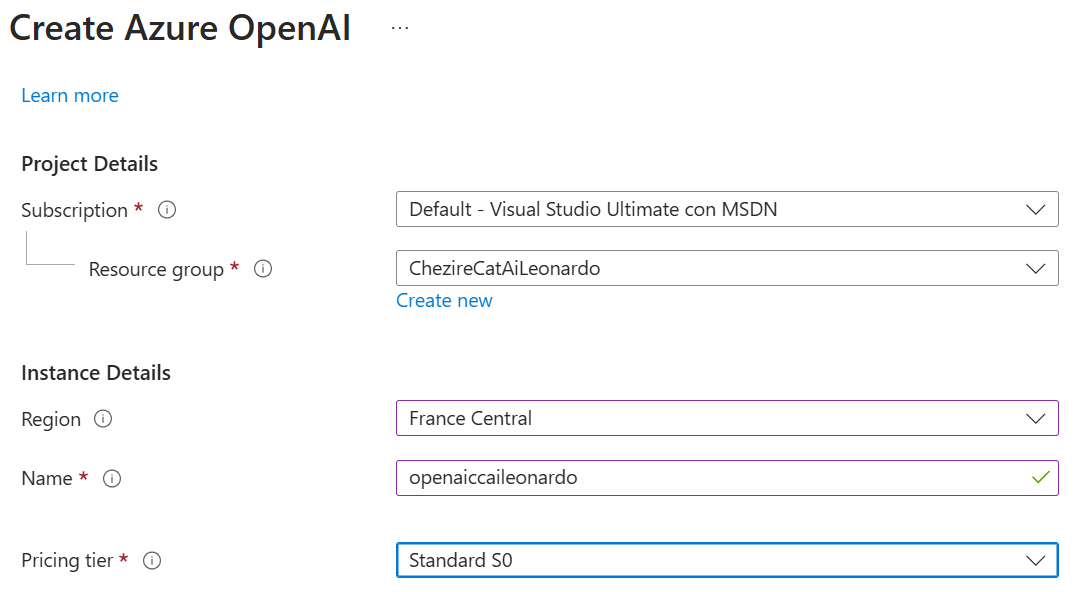 Create Azure OpenAI ...
Learn more
Project Details
Subscription *
Default - Visual Studio Ultimate con MSDN
Resource group *
ChezireCatAiLeonardo
Create new
Instance Details
Region
France Central
Name *
openaiccaileonardo
Pricing tier *
Standard S0